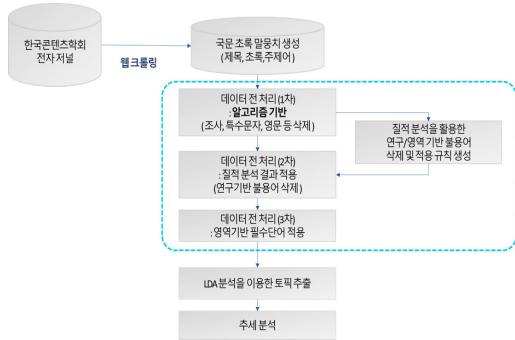 한국콘텐츠학회
전자 저널
웹 크롤링
국문 초록 말뭉치 생성
(제목, 초록,주제어)
데이터 전 처리 (1차)
: 알고리즘 기반
(조사, 특수문자, 영문 등 삭제)
질적 분석을 활용한
연구/영역 기반 불용어
삭제 및 적용 규칙 생성
데이터 전 처리 (2차)
: 질적 분석 결과 적용
(연구기반 불용어 삭제)
데이터 전 처리 (3차)
: 영역기반 필수단어 적용
LDA 분석을 이용한 토픽 추출
추세 분석